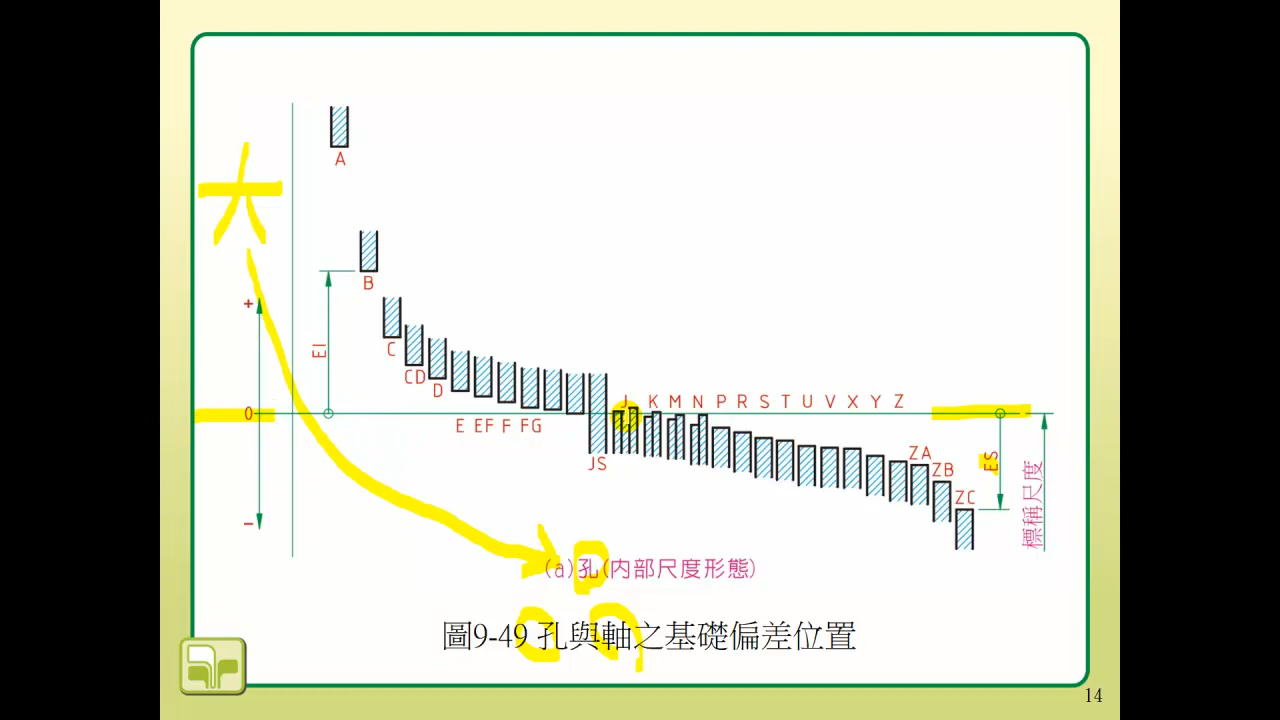 大
A
B
+
EI
C
CD
D
0
J K M N P R S T U V X Y Z
E EF F FG
JS
ZA
ZB
ZC
ES
標稱尺度
−
(a)孔(内部尺度形態)
圖9-49 孔與軸之基礎偏差位置
14